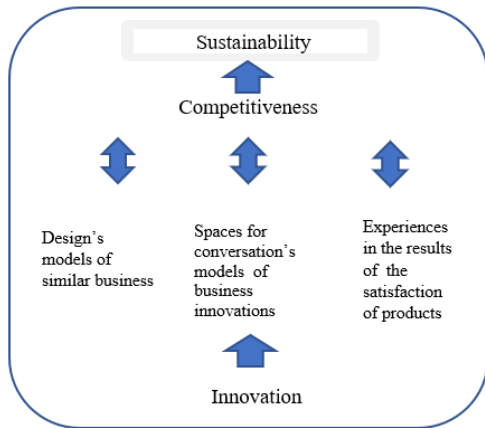 Sustainability
Competitiveness
Design's
models of
similar business
Spaces for
conversation's
models of
business
innovations
Experiences
in the results
of the
satisfaction
of products
Innovation